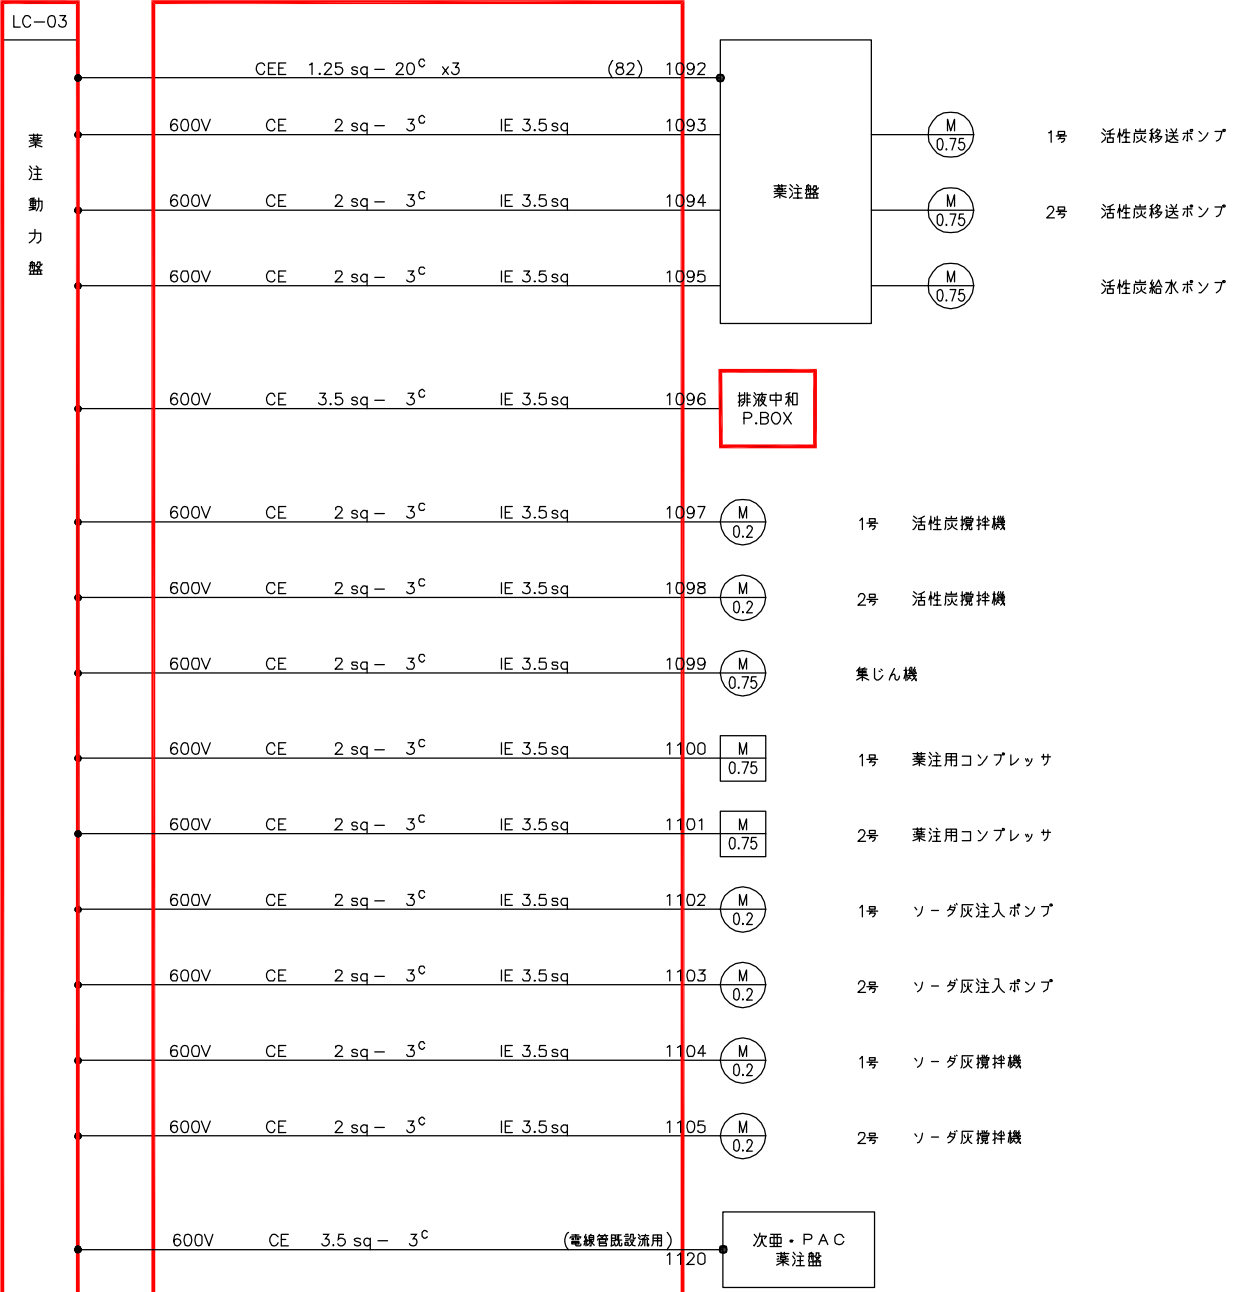 LC-03
薬注動力盤
CEE 1.25 sq - 20C x3 (82) 1092
600V CE 2 sq - 3C IE 3.5sq 1093
M 0.75 1号 活性炭移送ポンプ
薬注盤
600V CE 2 sq - 3C IE 3.5sq 1094
M 0.75 2号 活性炭移送ポンプ
600V CE 2 sq - 3C IE 3.5sq 1095
M 0.75 活性炭給水ポンプ
600V CE 3.5 sq - 3C IE 3.5sq 1096
排液中和
P.BOX
600V CE 2 sq - 3C IE 3.5sq 1097
M 0.2 1号 活性炭撹拌機
600V CE 2 sq - 3C IE 3.5sq 1098
M 0.2 2号 活性炭撹拌機
600V CE 2 sq - 3C IE 3.5sq 1099
M 0.75 集じん機
600V CE 2 sq - 3C IE 3.5sq 1100
M 0.75 1号 薬注用コンプレッサ
600V CE 2 sq - 3C IE 3.5sq 1101
M 0.75 2号 薬注用コンプレッサ
600V CE 2 sq - 3C IE 3.5sq 1102
M 0.2 1号 ソーダ灰注入ポンプ
600V CE 2 sq - 3C IE 3.5sq 1103
M 0.2 2号 ソーダ灰注入ポンプ
600V CE 2 sq - 3C IE 3.5sq 1104
M 0.2 1号 ソーダ灰撹拌機
600V CE 2 sq - 3C IE 3.5sq 1105
M 0.2 2号 ソーダ灰撹拌機
600V CE 3.5 sq - 3C (電線管既設流用)
1120
次亜・PAC
薬注盤